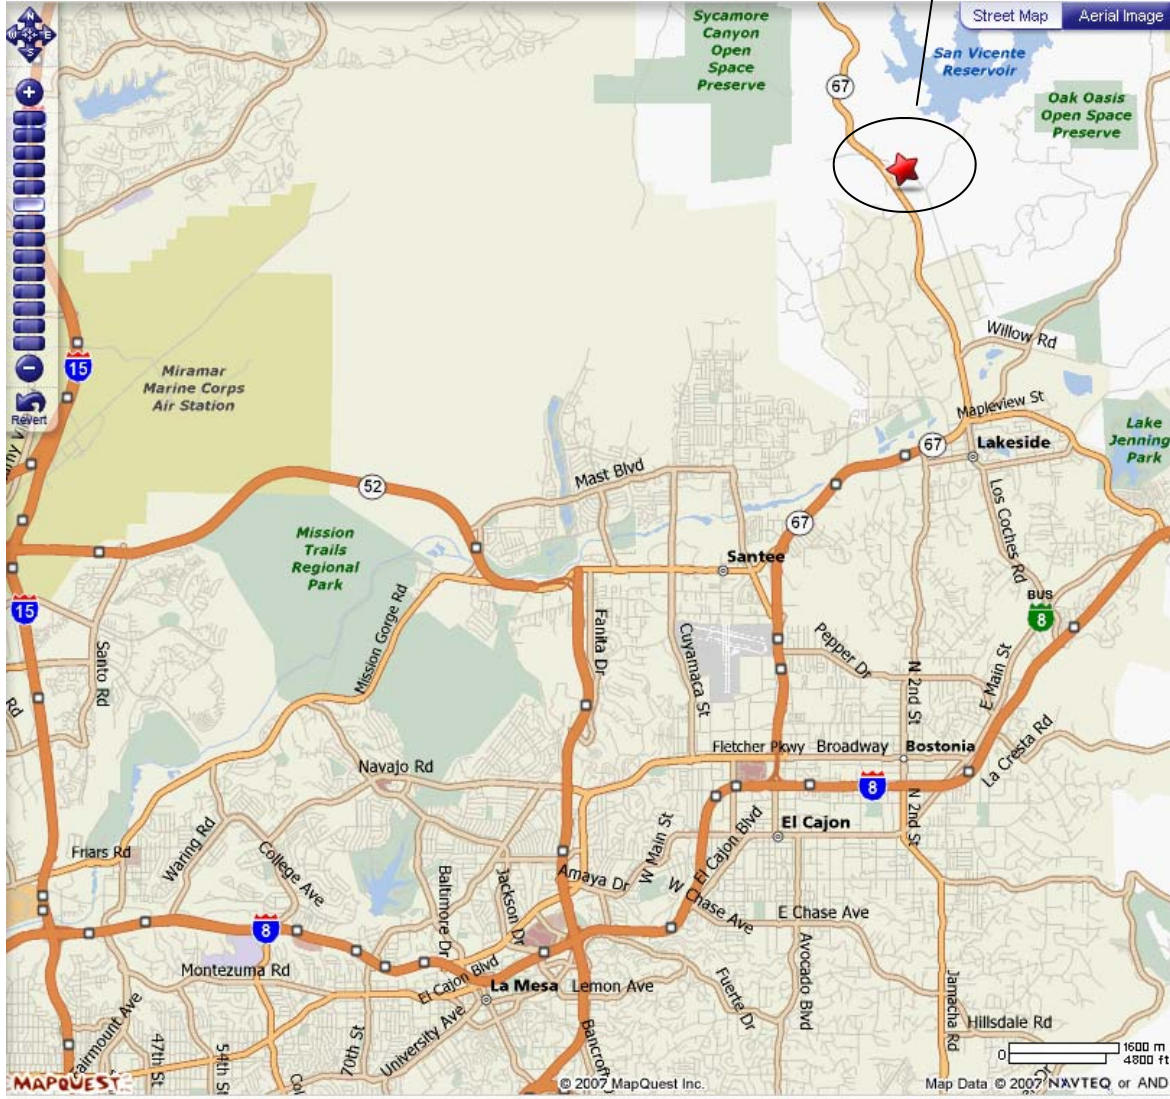 N
W
E
S
Street Map
Aerial Image
Sycamore
Canyon
Open
Space
Preserve
San Vicente
Reservoir
67
Oak Oasis
Open Space
Preserve
Willow Rd
15
Miramar
Marine Corps
Air Station
Revert
Mapleview St
Lake
Jenning
Park
67
Lakeside
Mast Blvd
52
Los Coches Rd
67
Mission
Trails
Regional
Park
Santee
Mission Gorge Rd
15
BUS
8
Fanita Dr
Cuyamaca St
Pepper Dr
Santo Rd
N 2nd St
E Main St
Rd
Fletcher Pkwy
Broadway
Bostonia
La Cresta Rd
Navajo Rd
8
N 2nd St
El Cajon
W Main St
El Cajon Blvd
Friars Rd
Waring Rd
College Ave
Baltimore Dr
Jackson Dr
Amaya Dr
W Chase Ave
E Chase Ave
8
Montezuma Rd
El Cajon Blvd
La Mesa
Lemon Ave
Fuerte Dr
Avocado Blvd
Jamacha Rd
Hillsdale Rd
Fairmount Ave
47th St
54th St
Col
70th St
University Ave
Bancroft
0
1600 m
4800 ft
Dr
MAPQUEST
© 2007 MapQuest Inc.
Map Data © 2007 NAVTEQ or AND